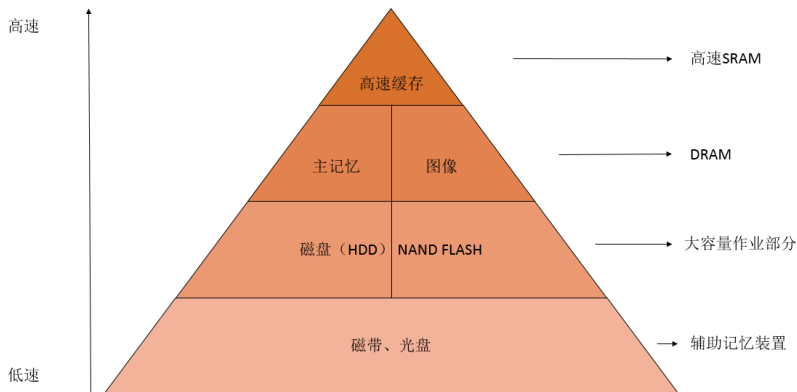 高速
高速SRAM
高速缓存
主记忆
图像
DRAM
磁盘（HDD）
NAND FLASH
大容量作业部分
磁带、光盘
辅助记忆装置
低速